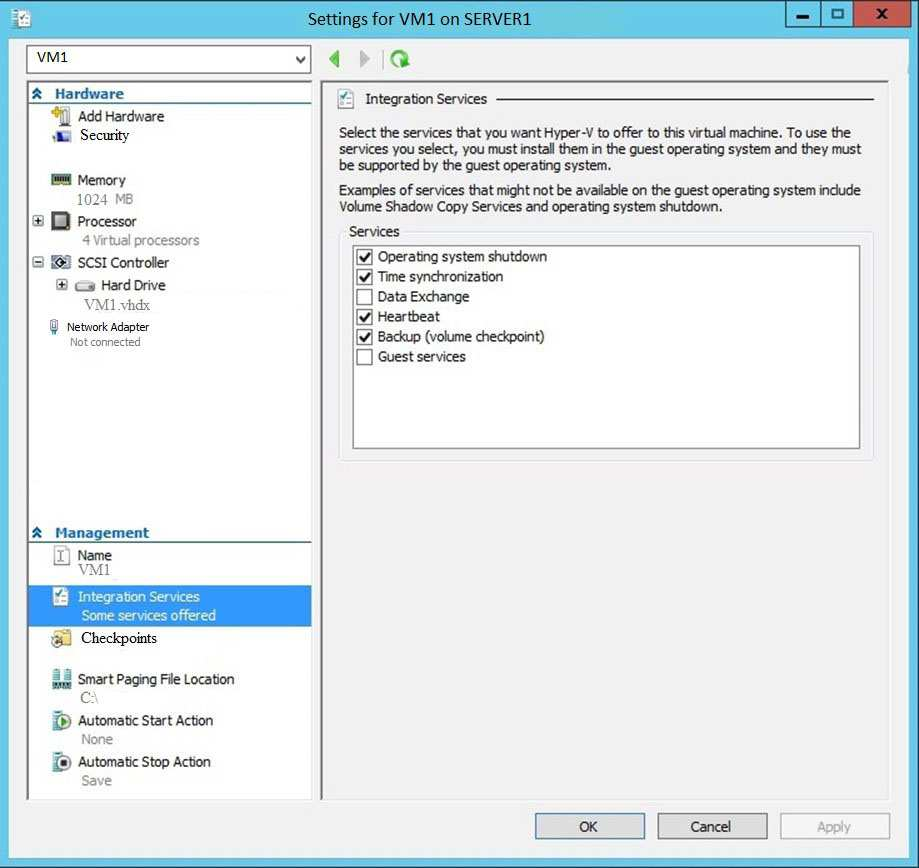 Settings for VM1 on SERVER1
VM1
Hardware
Add Hardware
Security
Memory
1024 MB
Processor
4 Virtual processors
SCSI Controller
Hard Drive
VM1.vhdx
Network Adapter
Not connected
Management
Name
VM1
Integration Services
Some services offered
Checkpoints
Smart Paging File Location
C:\
Automatic Start Action
None
Automatic Stop Action
Save
Integration Services
Select the services that you want Hyper-V to offer to this virtual machine. To use the
services you select, you must install them in the guest operating system and they must
be supported by the guest operating system.
Examples of services that might not be available on the guest operating system include
Volume Shadow Copy Services and operating system shutdown.
Services
Operating system shutdown
Time synchronization
Data Exchange
Heartbeat
Backup (volume checkpoint)
Guest services
OK
Cancel
Apply